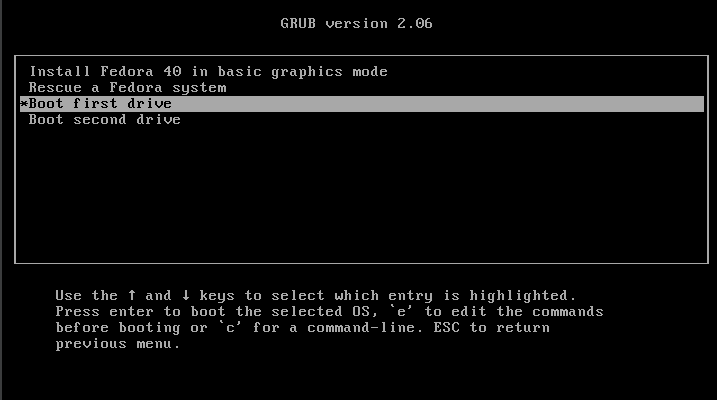 GRUB version 2.06
Install Fedora 40 in basic graphics mode
Rescue a Fedora system
*Boot first drive
Boot second drive
Use the ↑ and ↓ keys to select which entry is highlighted.
Press enter to boot the selected OS, `e' to edit the commands
before booting or `c' for a command-line. ESC to return
previous menu.